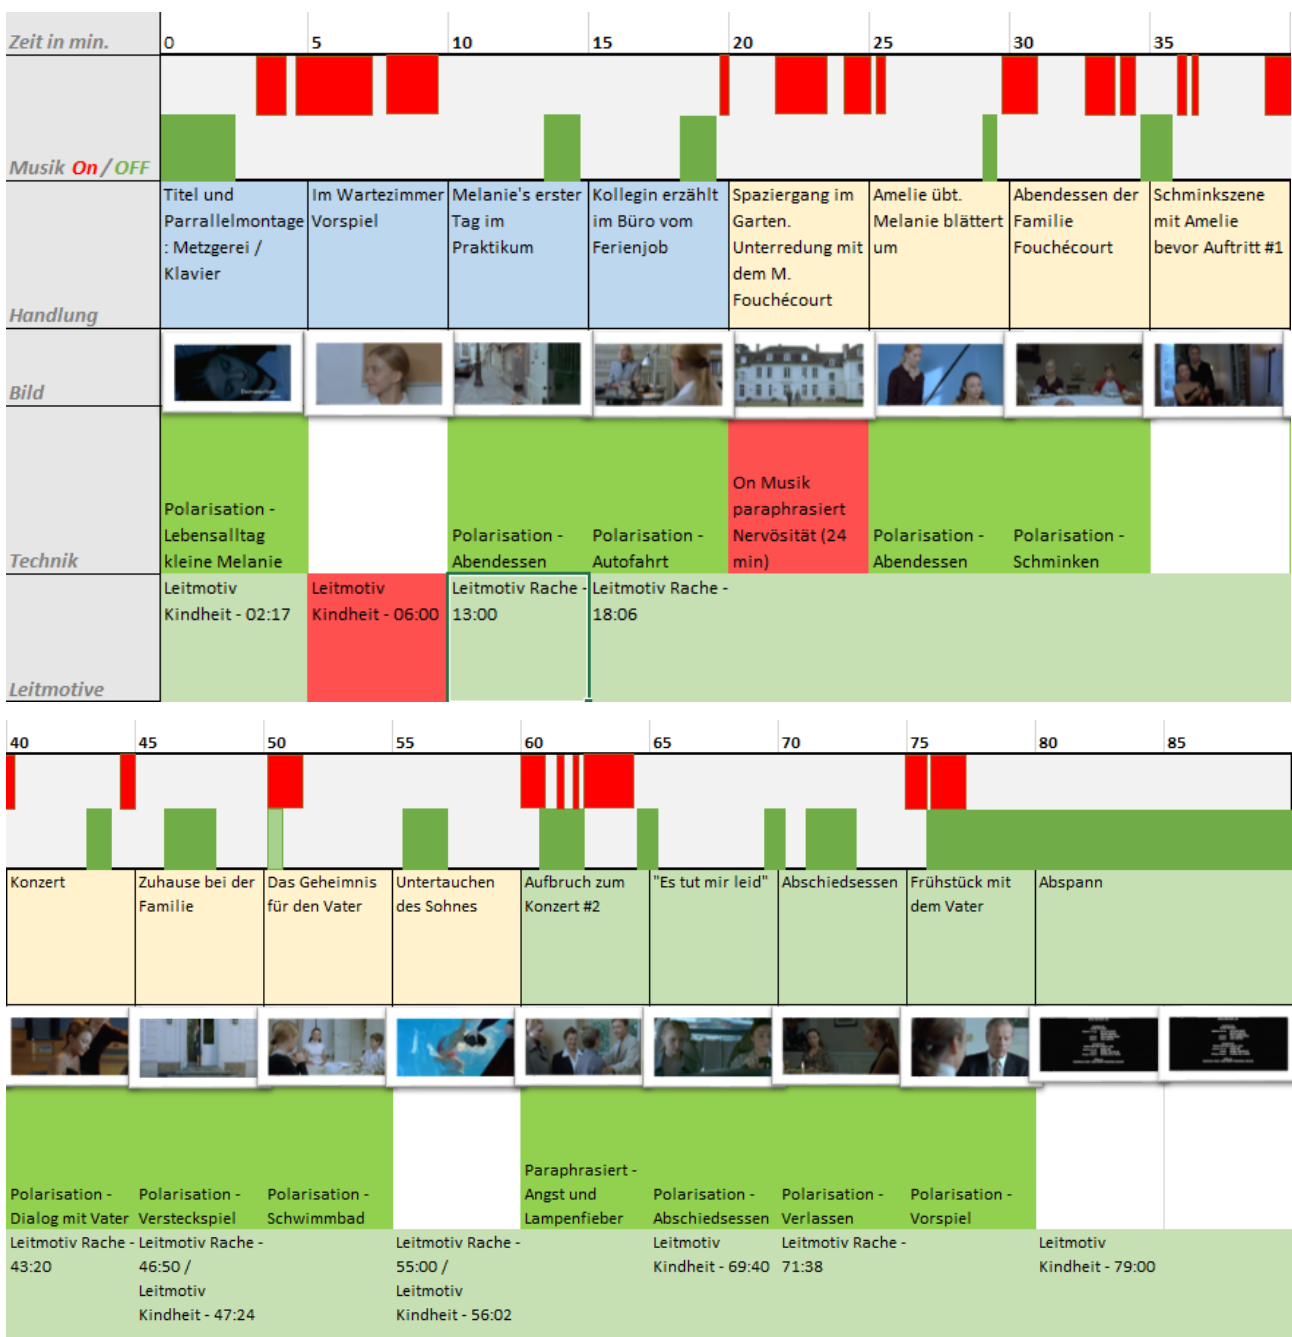 Zeit in min.
0 5 10 15 20 25 30 35
Musik On / OFF
Titel und
Parrallelmontage
: Metzgerei /
Klavier
Im Wartezimmer
Vorspiel
Melanie's erster
Tag im
Praktikum
Kollegin erzählt
im Büro vom
Ferienjob
Spaziergang im
Garten.
Unterredung mit
dem M.
Fouchécourt
Amelie übt.
Melanie blättert
um
Abendessen der
Familie
Fouchécourt
Schminkszene
mit Amelie
bevor Auftritt #1
Handlung
Bild
Polarisation -
Lebensalltag
kleine Melanie
Polarisation -
Abendessen
Polarisation -
Autofahrt
On Musik
paraphrasiert
Nervösität (24
min)
Polarisation -
Abendessen
Polarisation -
Schminken
Technik
Leitmotiv
Kindheit - 02:17
Leitmotiv
Kindheit - 06:00
Leitmotiv Rache -
13:00
Leitmotiv Rache -
18:06
Leitmotive
40 45 50 55 60 65 70 75 80 85
Konzert
Zuhause bei der
Familie
Das Geheimnis
für den Vater
Untertauchen
des Sohnes
Aufbruch zum
Konzert #2
"Es tut mir leid"
Abschiedsessen
Frühstück mit
dem Vater
Abspann
Polarisation -
Dialog mit Vater
Polarisation -
Versteckspiel
Polarisation -
Schwimmbad
Paraphrasiert -
Angst und
Lampenfieber
Polarisation -
Abschiedsessen
Polarisation -
Verlassen
Polarisation -
Vorspiel
Leitmotiv Rache -
43:20
Leitmotiv Rache -
46:50 /
Leitmotiv
Kindheit - 47:24
Leitmotiv Rache -
55:00 /
Leitmotiv
Kindheit - 56:02
Leitmotiv
Kindheit - 69:40
Leitmotiv Rache -
71:38
Leitmotiv
Kindheit - 79:00